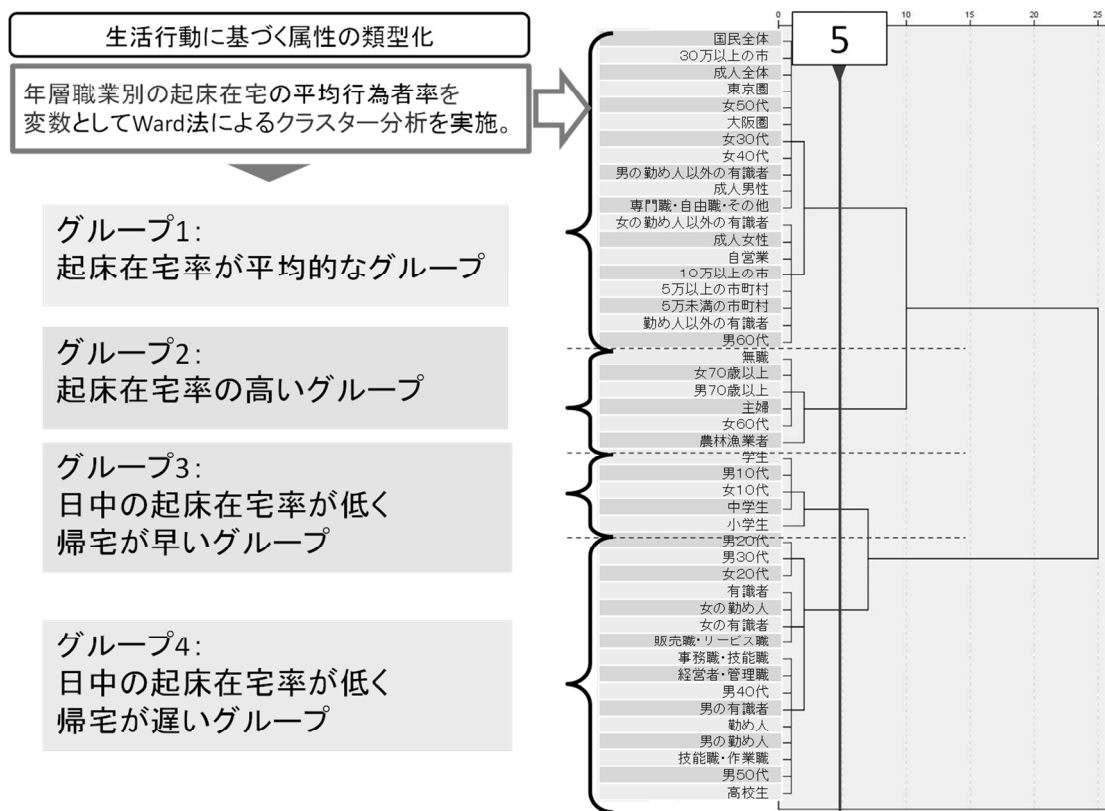 生活行動に基づく属性の類型化
年層職業別の起床在宅の平均行為者率を
変数としてWard法によるクラスター分析を実施。
グループ1:
起床在宅率が平均的なグループ
グループ2:
起床在宅率の高いグループ
グループ3:
日中の起床在宅率が低く
帰宅が早いグループ
グループ4:
日中の起床在宅率が低く
帰宅が遅いグループ
0 10 15 20 25
5
国民全体
30万以上の市
成人全体
東京圏
女50代
大阪圏
女30代
女40代
男の勤め人以外の有識者
成人男性
専門職・自由職・その他
女の勤め人以外の有識者
成人女性
自営業
10万以上の市
5万以上の市町村
5万未満の市町村
勤め人以外の有識者
男60代
無職
女70歳以上
男70歳以上
主婦
女60代
農林漁業者
学生
男10代
女10代
中学生
小学生
男20代
男30代
女20代
有識者
女の勤め人
女の有識者
販売職・サービス職
事務職・技能職
経営者・管理職
男40代
男の有識者
勤め人
男の勤め人
技能職・作業職
男50代
高校生